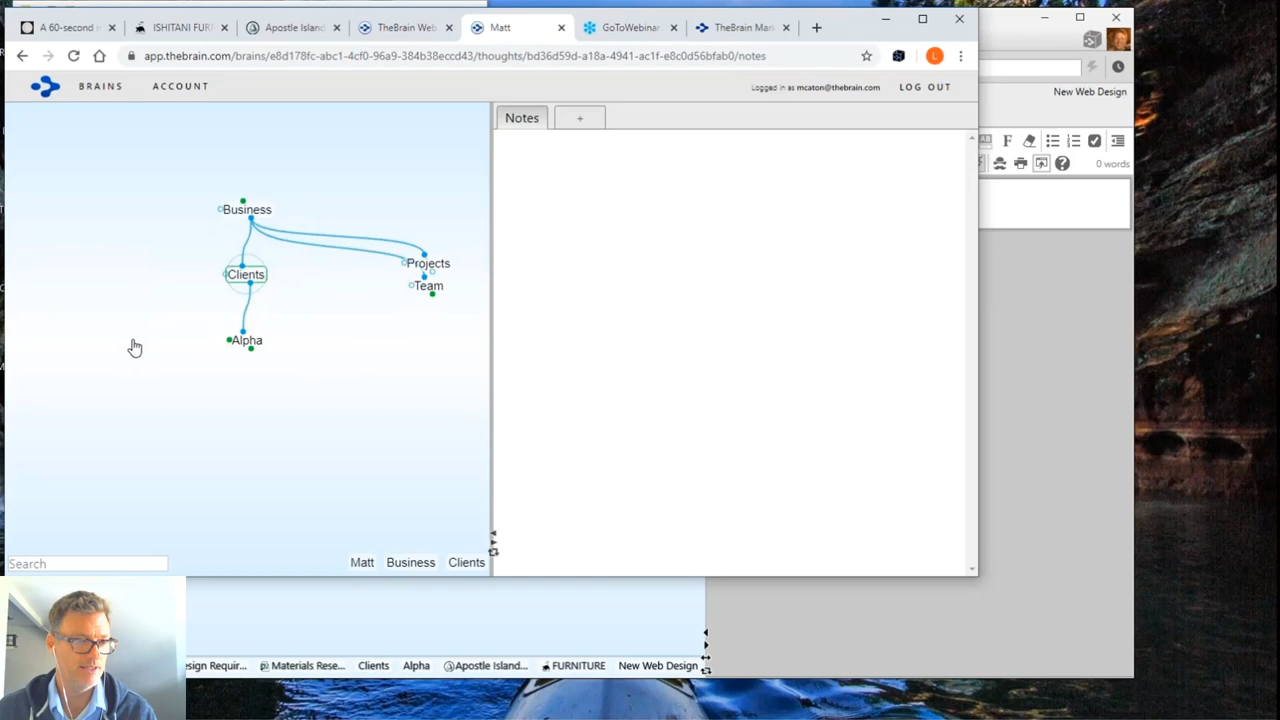 A 60-second
ISHITANI FURN
Apostle Island
TheBrain Web
Matt
GoToWebinar
TheBrain Mark
app.thebrain.com/brains/e8d178fc-abc1-4cf0-96a9-384b38eccd43/thoughts/bd36d59d-a18a-4941-ac1f-e8c0d56bfab0/notes
L
BRAINS ACCOUNT
Logged in as mcaton@thebrain.com
LOG OUT
New Web Design
Notes
+
AB
F
0 words
Business
Clients
Projects
Team
Alpha
Search
Matt Business Clients
esign Requir...
Materials Rese...
Clients
Alpha
Apostle Island...
FURNITURE
New Web Design